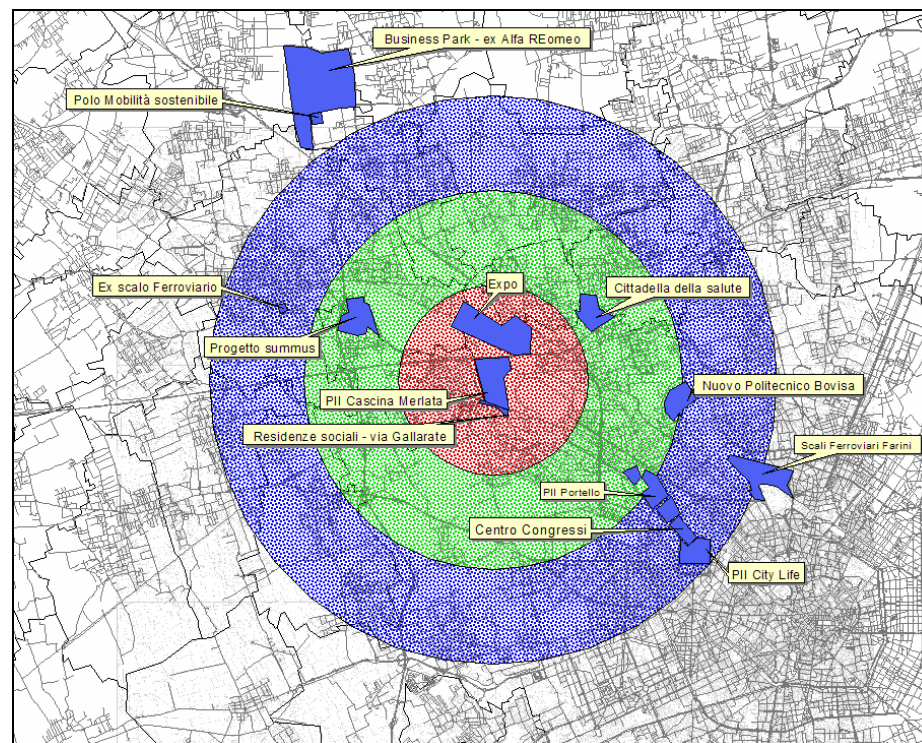 Business Park - ex Alfa REomeo
Polo Mobilità sostenibile
Ex scalo Ferroviario
Expo
Cittadella della salute
Progetto summus
PII Cascina Merlata
Nuovo Politecnico Bovisa
Residenze sociali - via Gallarate
Scali Ferroviari Farini
PII Portello
Centro Congressi
PII City Life